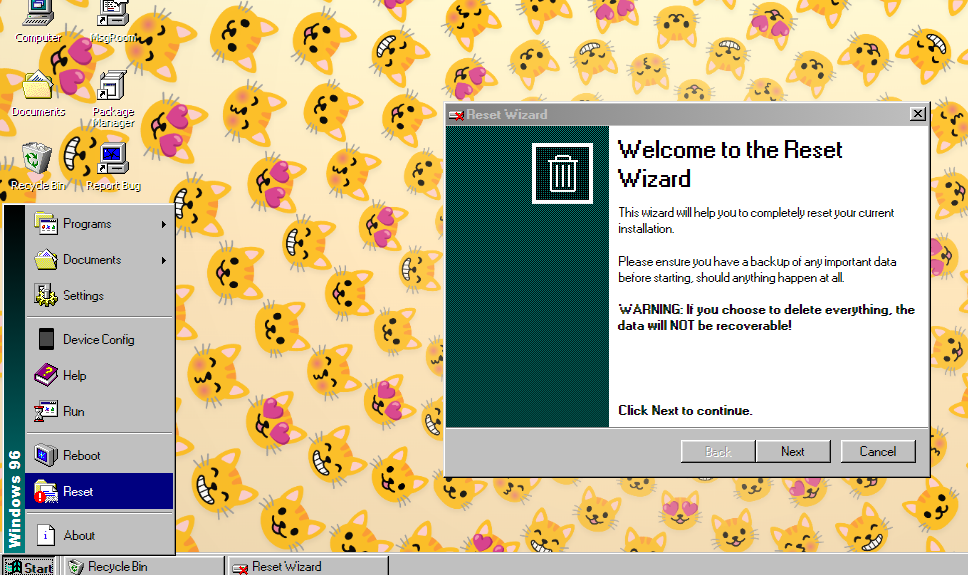 Computer
MsgRoom
Documents
Package
Manager
Recycle Bin
Report Bug
Programs
Documents
Settings
Device Config
Help
Run
Reboot
Reset
About
Windows 96
Reset Wizard
Welcome to the Reset
Wizard
This wizard will help you to completely reset your current
installation.
Please ensure you have a backup of any important data
before starting, should anything happen at all.
WARNING: If you choose to delete everything, the
data will NOT be recoverable!
Click Next to continue.
Back
Next
Cancel
Start
Recycle Bin
Reset Wizard